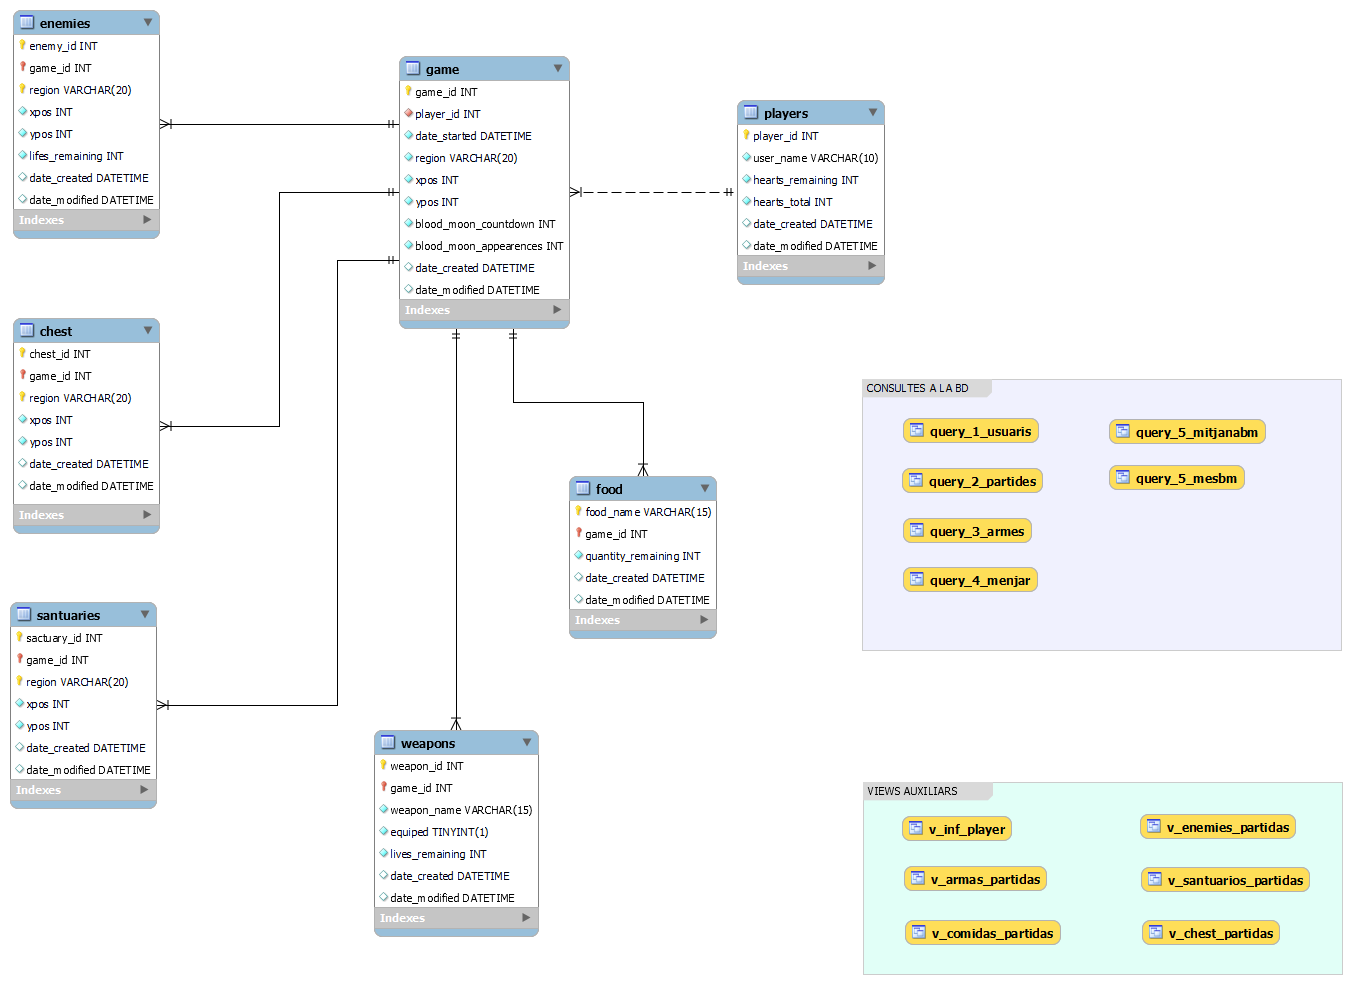 enemies
enemy_id INT
game_id INT
region VARCHAR(20)
xpos INT
ypos INT
lifes_remaining INT
date_created DATETIME
date_modified DATETIME
Indexes
game
game_id INT
player_id INT
date_started DATETIME
region VARCHAR(20)
xpos INT
ypos INT
blood_moon_countdown INT
blood_moon_appearences INT
date_created DATETIME
date_modified DATETIME
Indexes
players
player_id INT
user_name VARCHAR(10)
hearts_remaining INT
hearts_total INT
date_created DATETIME
date_modified DATETIME
Indexes
chest
chest_id INT
game_id INT
region VARCHAR(20)
xpos INT
ypos INT
date_created DATETIME
date_modified DATETIME
Indexes
food
food_name VARCHAR(15)
game_id INT
quantity_remaining INT
date_created DATETIME
date_modified DATETIME
Indexes
santuaries
sactuary_id INT
game_id INT
region VARCHAR(20)
xpos INT
ypos INT
date_created DATETIME
date_modified DATETIME
Indexes
weapons
weapon_id INT
game_id INT
weapon_name VARCHAR(15)
equiped TINYINT(1)
lives_remaining INT
date_created DATETIME
date_modified DATETIME
Indexes
CONSULTES A LA BD
query_1_usuaris
query_2_partides
query_3_armes
query_4_menjar
query_5_mitjanabm
query_5_mesbm
VIEWS AUXILIARS
v_inf_player
v_armas_partidas
v_comidas_partidas
v_enemies_partidas
v_santuarios_partidas
v_chest_partidas